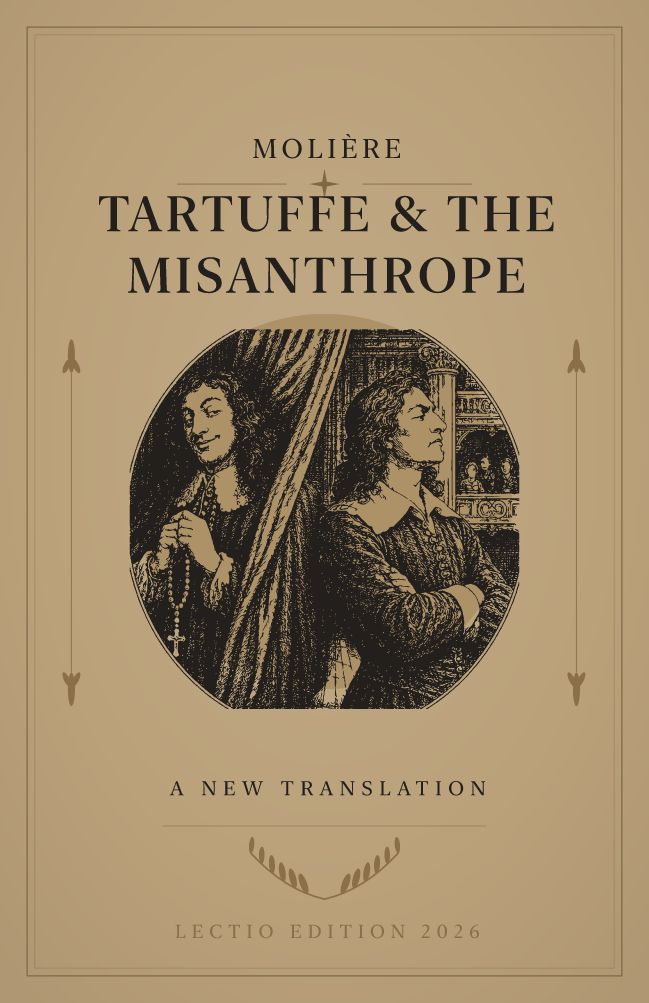 MOLIÈRE
TARTUFFE & THE
MISANTHROPE
A NEW TRANSLATION
LECTIO EDITION 2026